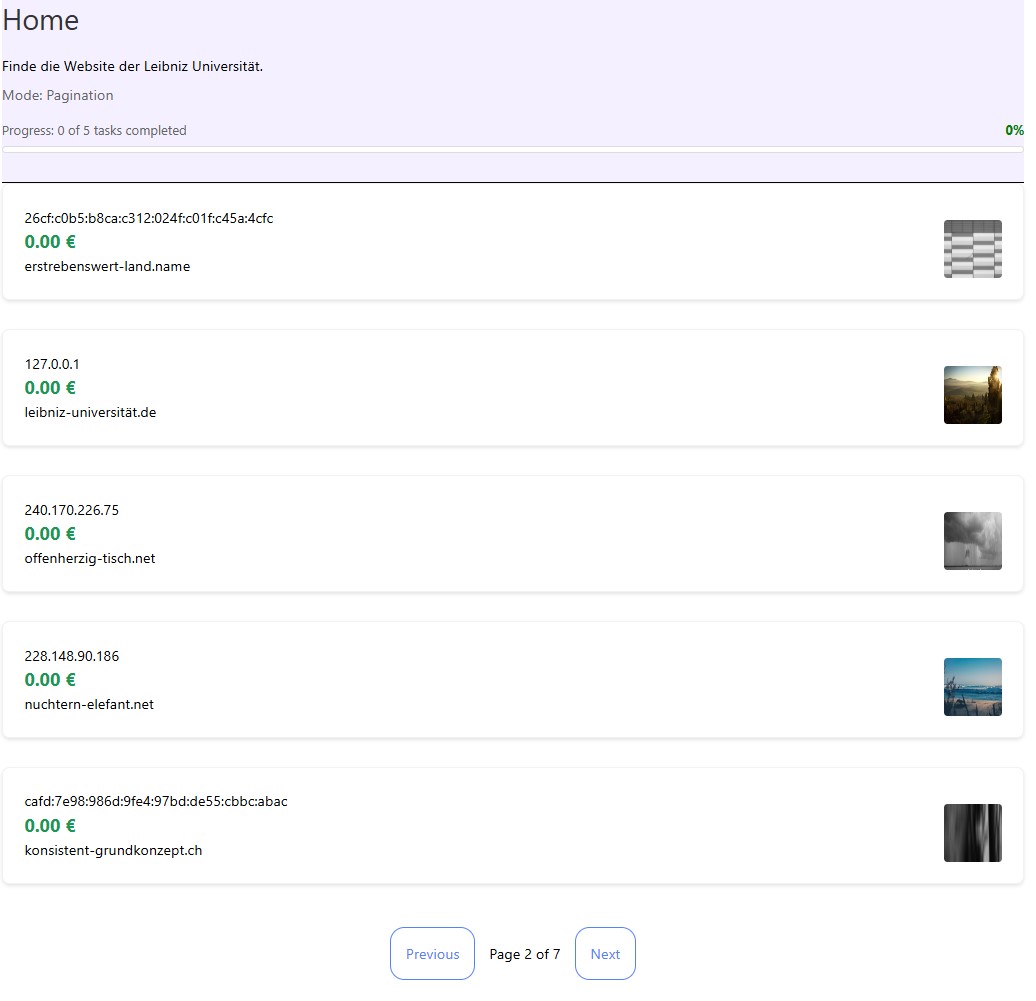 Home
Finde die Website der Leibniz Universität.
Mode: Pagination
Progress: 0 of 5 tasks completed
0%
26cf:c0b5:b8ca:c312:024f:c01f:c45a:4cfc
0.00 €
erstrebenswert-land.name
127.0.0.1
0.00 €
leibniz-universität.de
240.170.226.75
0.00 €
offenherzig-tisch.net
228.148.90.186
0.00 €
nuchtern-elefant.net
cafd:7e98:986d:9fe4:97bd:de55:cbbc:abac
0.00 €
konsistent-grundkonzept.ch
Previous
Page 2 of 7
Next